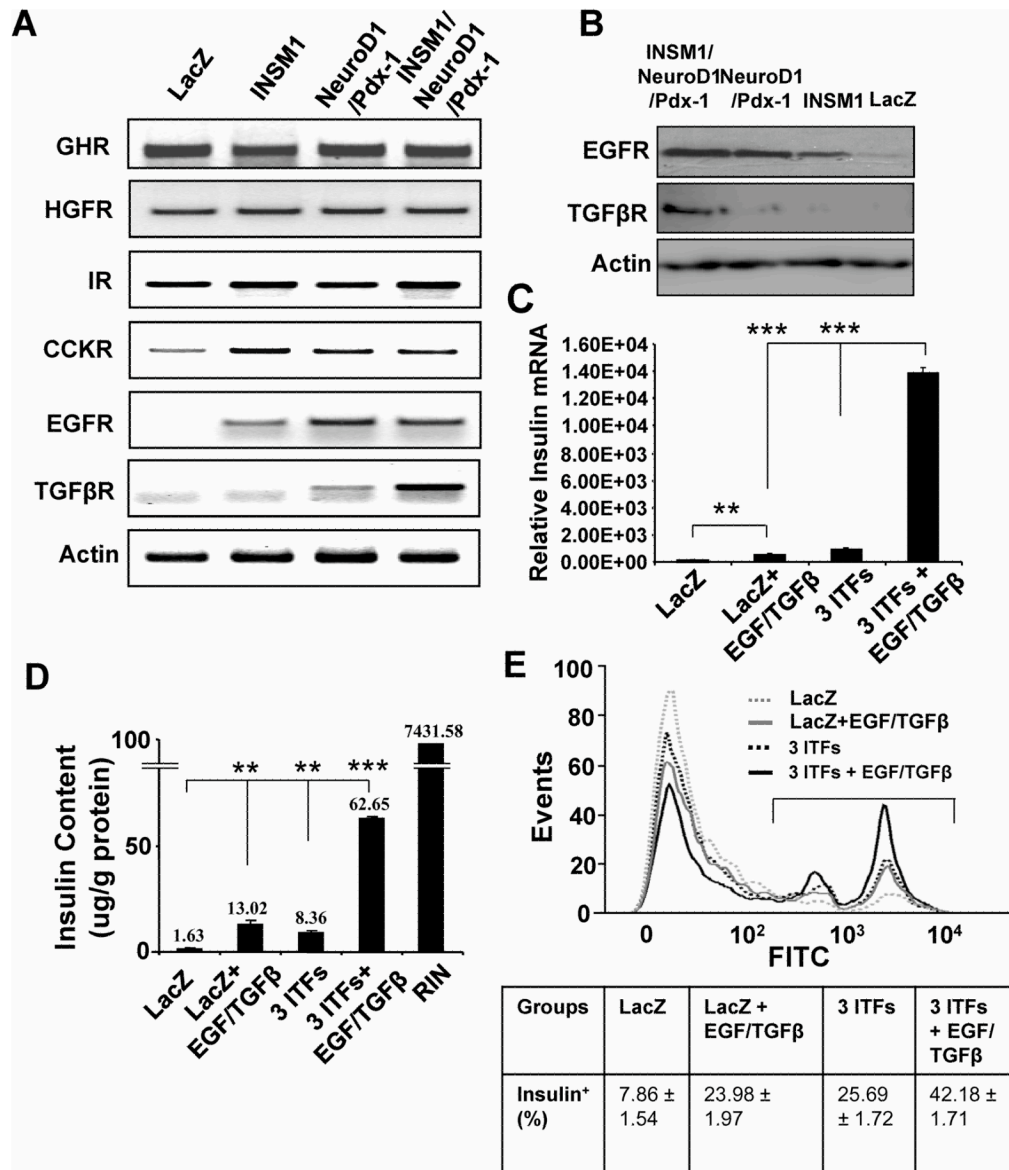 A
LacZ
INSM1
NeuroD1
/Pdx-1
INSM1/
NeuroD1
/Pdx-1
GHR
HGFR
IR
CCKR
EGFR
TGFβR
Actin
B
INSM1/
NeuroD1
/Pdx-1
NeuroD1
/Pdx-1
INSM1
LacZ
EGFR
TGFβR
Actin
C
Relative Insulin mRNA
1.60E+04
1.40E+04
1.20E+04
1.00E+04
8.00E+03
6.00E+03
4.00E+03
2.00E+03
0.00E+00
***
***
**
LacZ
LacZ+
EGF/TGFβ
3 ITFs
3 ITFs +
EGF/TGFβ
D
Insulin Content
(ug/g protein)
100
50
0
1.63
13.02
8.36
62.65
7431.58
**
**
***
LacZ
LacZ+
EGF/TGFβ
3 ITFs
3 ITFs+
EGF/TGFβ
RIN
E
Events
100
80
60
40
20
0
LacZ
LacZ+EGF/TGFβ
3 ITFs
3 ITFs + EGF/TGFβ
0
10²
10³
10⁴
FITC
Groups
LacZ
LacZ +
EGF/TGFβ
3 ITFs
3 ITFs
+ EGF/
TGFβ
Insulin⁺
(%)
7.86 ±
1.54
23.98 ±
1.97
25.69
± 1.72
42.18 ±
1.71